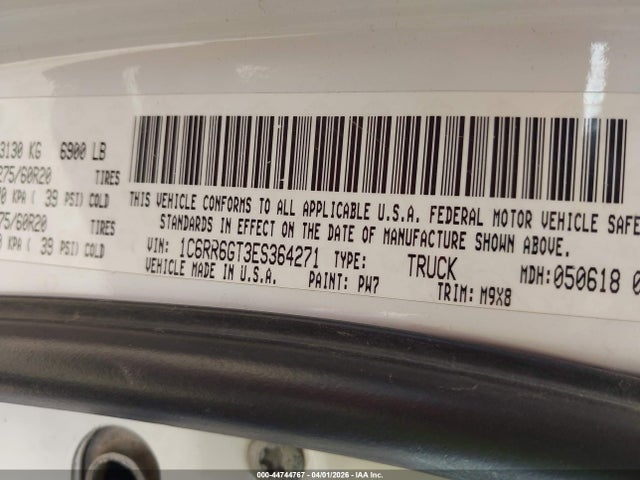 3130 KG 6900 LB
275/60R20 TIRES
0 KPA ( 39 PSI) COLD
75/60R20 TIRES
KPA ( 39 PSI) COLD
THIS VEHICLE CONFORMS TO ALL APPLICABLE U.S.A. FEDERAL MOTOR VEHICLE SAFE
STANDARDS IN EFFECT ON THE DATE OF MANUFACTURE SHOWN ABOVE.
VIN: 1C6RR6GT3ES364271 TYPE: TRUCK MDH:050618 0
VEHICLE MADE IN U.S.A. PAINT: PW7 TRIM: M9X8
000-44744767 04/01/2026 IAA Inc.